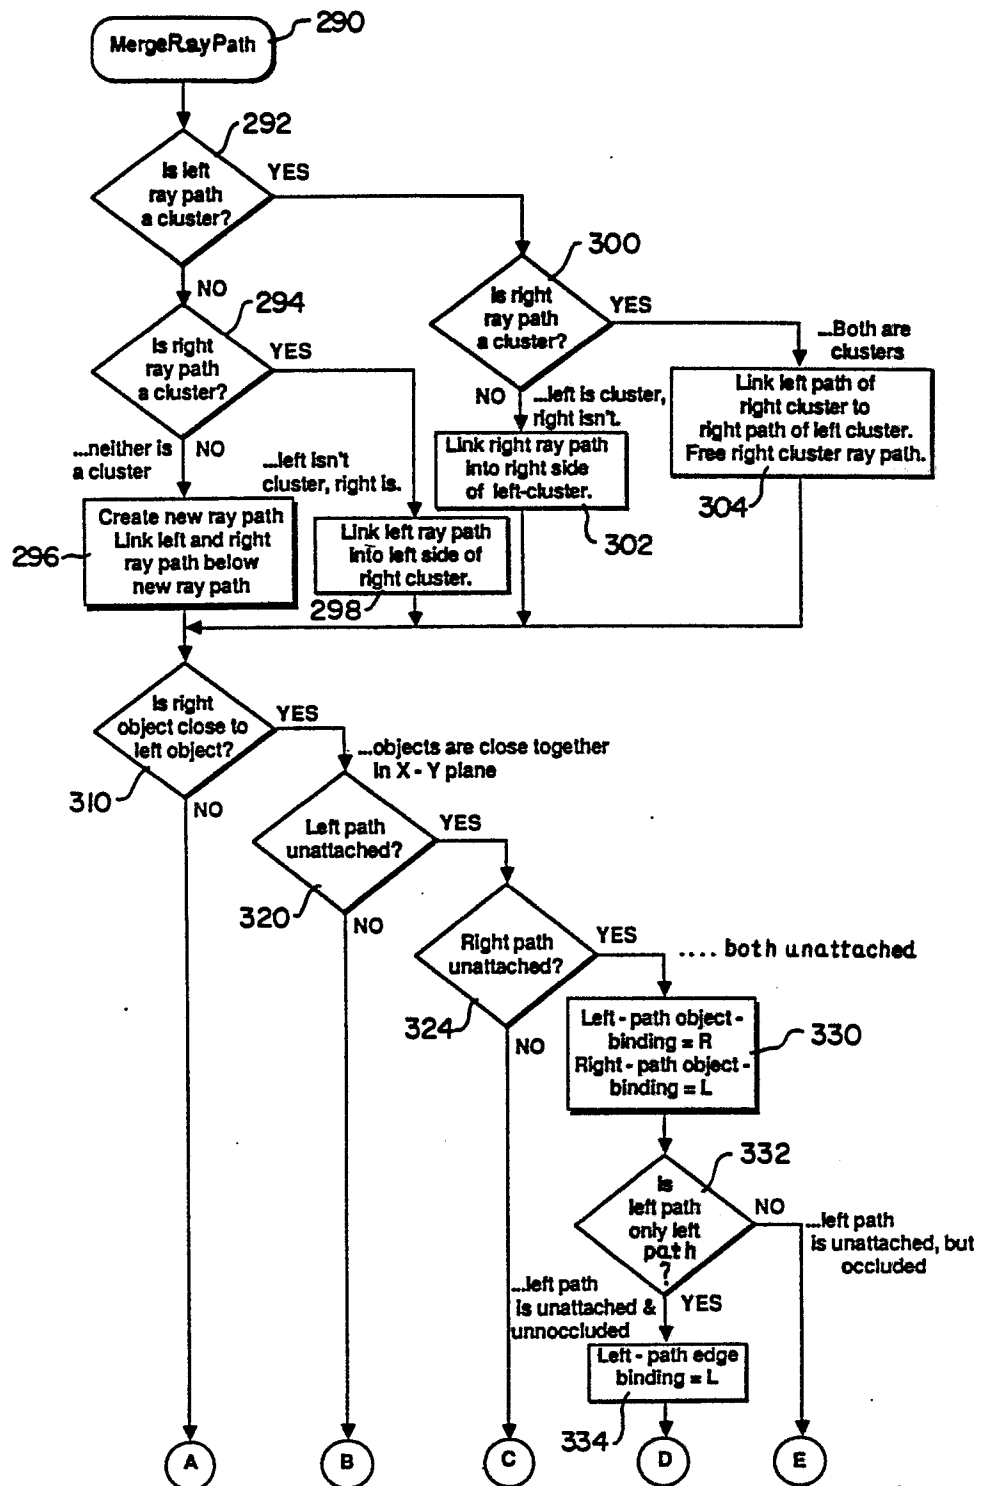 290
MergeRayPath
292
Is left
ray path
a cluster?
YES
NO
300
Is right
ray path
a cluster?
YES
NO
294
Is right
ray path
a cluster?
YES
NO
...Both are
clusters
Link left path of
right cluster to
right path of left cluster.
Free right cluster ray path.
304
...left is cluster,
right isn't.
Link right ray path
into right side
of left-cluster.
302
...neither is
a cluster
...left isn't
cluster, right is.
Create new ray path
Link left and right
ray path below
new ray path
296
Link left ray path
into left side of
right cluster.
298
Is right
object close to
left object?
YES
310
NO
...objects are close together
in X - Y plane
Left path
unattached?
YES
320
NO
Right path
unattached?
YES
324
NO
.... both unattached
Left - path object -
binding = R
Right - path object -
binding = L
330
332
Is
left path
only left
path
?
NO
YES
...left path
is unattached, but
occluded
...left path
is unattached &
unnoccluded
Left - path edge
binding = L
334
A
B
C
D
E